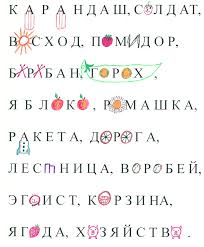 КАРАНДАШ, СОЛДАТ,
ВОСХОД, ПОМИДОР,
БАРАБАН, ГОРОХ,
ЯБЛОКО, РОМАШКА,
РАКЕТА, ДОРОГА,
ЛЕСТНИЦА, ВОРОБЕЙ,
ЭГОИСТ, КОРЗИНА,
ЯГОДА, ХОЗЯЙСТВО.